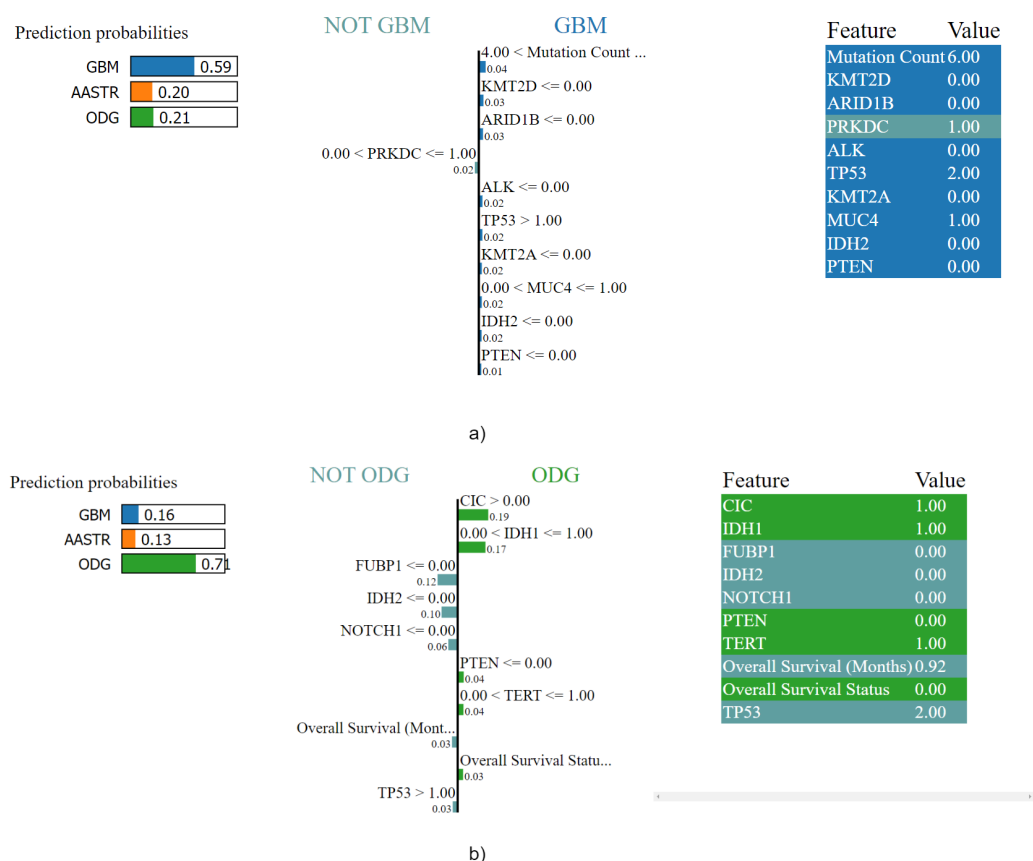 Prediction probabilities
GBM 0.59
AASTR 0.20
ODG 0.21
NOT GBM GBM
4.00 < Mutation Count ...
0.04
KMT2D <= 0.00
0.03
ARID1B <= 0.00
0.03
0.00 < PRKDC <= 1.00
0.02
ALK <= 0.00
0.02
TP53 > 1.00
0.02
KMT2A <= 0.00
0.02
0.00 < MUC4 <= 1.00
0.02
IDH2 <= 0.00
0.02
PTEN <= 0.00
0.01
Feature Value
Mutation Count 6.00
KMT2D 0.00
ARID1B 0.00
PRKDC 1.00
ALK 0.00
TP53 2.00
KMT2A 0.00
MUC4 1.00
IDH2 0.00
PTEN 0.00
a)
Prediction probabilities
GBM 0.16
AASTR 0.13
ODG 0.71
NOT ODG ODG
CIC > 0.00
0.19
0.00 < IDH1 <= 1.00
0.17
FUBP1 <= 0.00
0.12
IDH2 <= 0.00
0.10
NOTCH1 <= 0.00
0.06
PTEN <= 0.00
0.04
0.00 < TERT <= 1.00
0.04
Overall Survival (Mont...
0.03
Overall Survival Statu...
0.03
TP53 > 1.00
0.03
Feature Value
CIC 1.00
IDH1 1.00
FUBP1 0.00
IDH2 0.00
NOTCH1 0.00
PTEN 0.00
TERT 1.00
Overall Survival (Months) 0.92
Overall Survival Status 0.00
TP53 2.00
b)